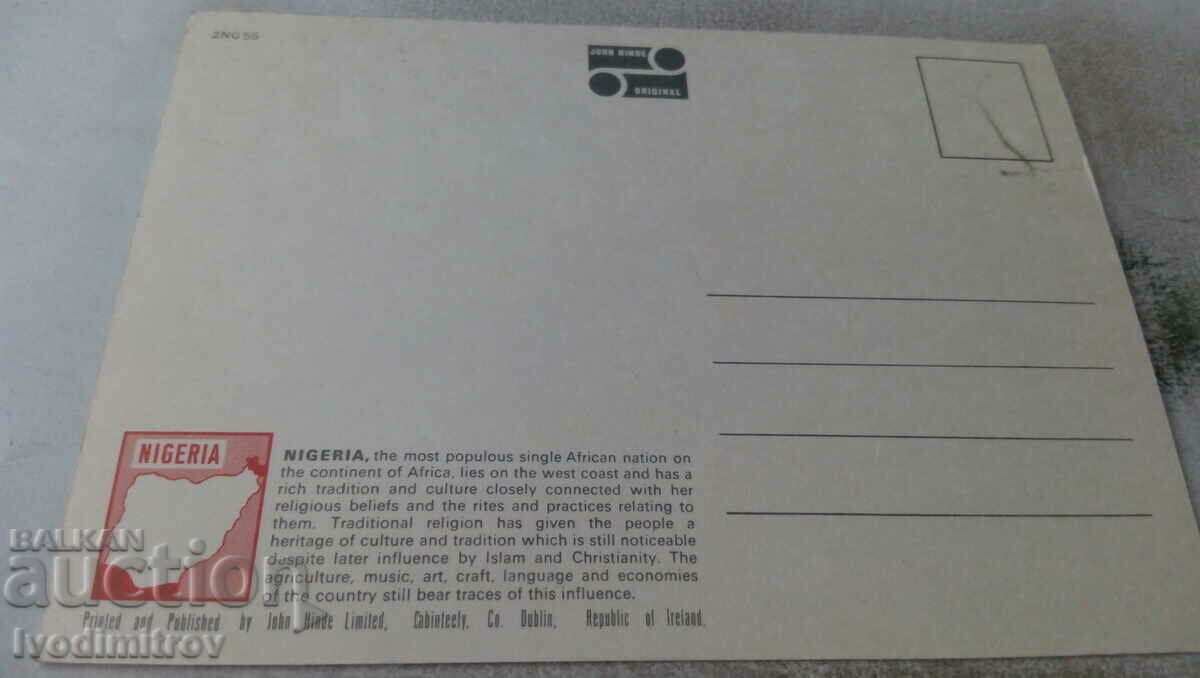 2NG 55
JOHN HINDE
ORIGINAL
NIGERIA
NIGERIA, the most populous single African nation on
the continent of Africa, lies on the west coast and has a
rich tradition and culture closely connected with her
religious beliefs and the rites and practices relating to
them. Traditional religion has given the people a
heritage of culture and tradition which is still noticeable
despite later influence by Islam and Christianity. The
agriculture, music, art, craft, language and economies
of the country still bear traces of this influence.
Printed and Published by John Hinde Limited, Cabinteely, Co. Dublin, Republic of Ireland.
BALKAN
auction
Ivodimitrov